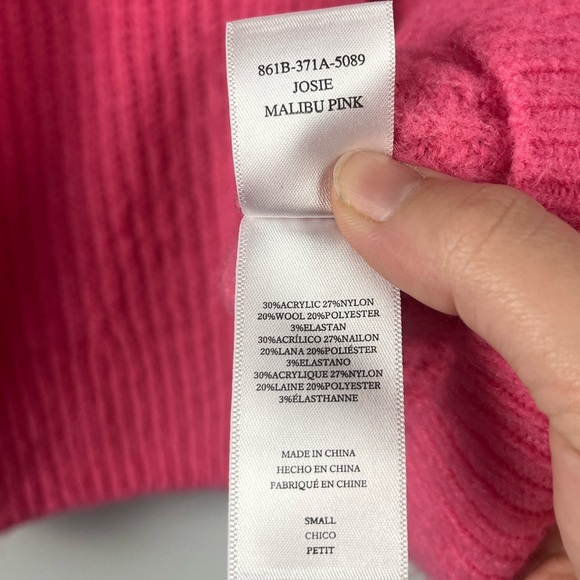 861B-371A-5089
JOSIE
MALIBU PINK
30%ACRYLIC 27%NYLON
20%WOOL 20%POLYESTER
3%ELASTAN
30%ACRÍLICO 27%NAILON
20%LANA 20%POLIÉSTER
3%ELASTANO
30%ACRYLIQUE 27%NYLON
20%LAINE 20%POLYESTER
3%ÉLASTHANNE
MADE IN CHINA
HECHO EN CHINA
FABRIQUÉ EN CHINE
SMALL
CHICO
PETIT